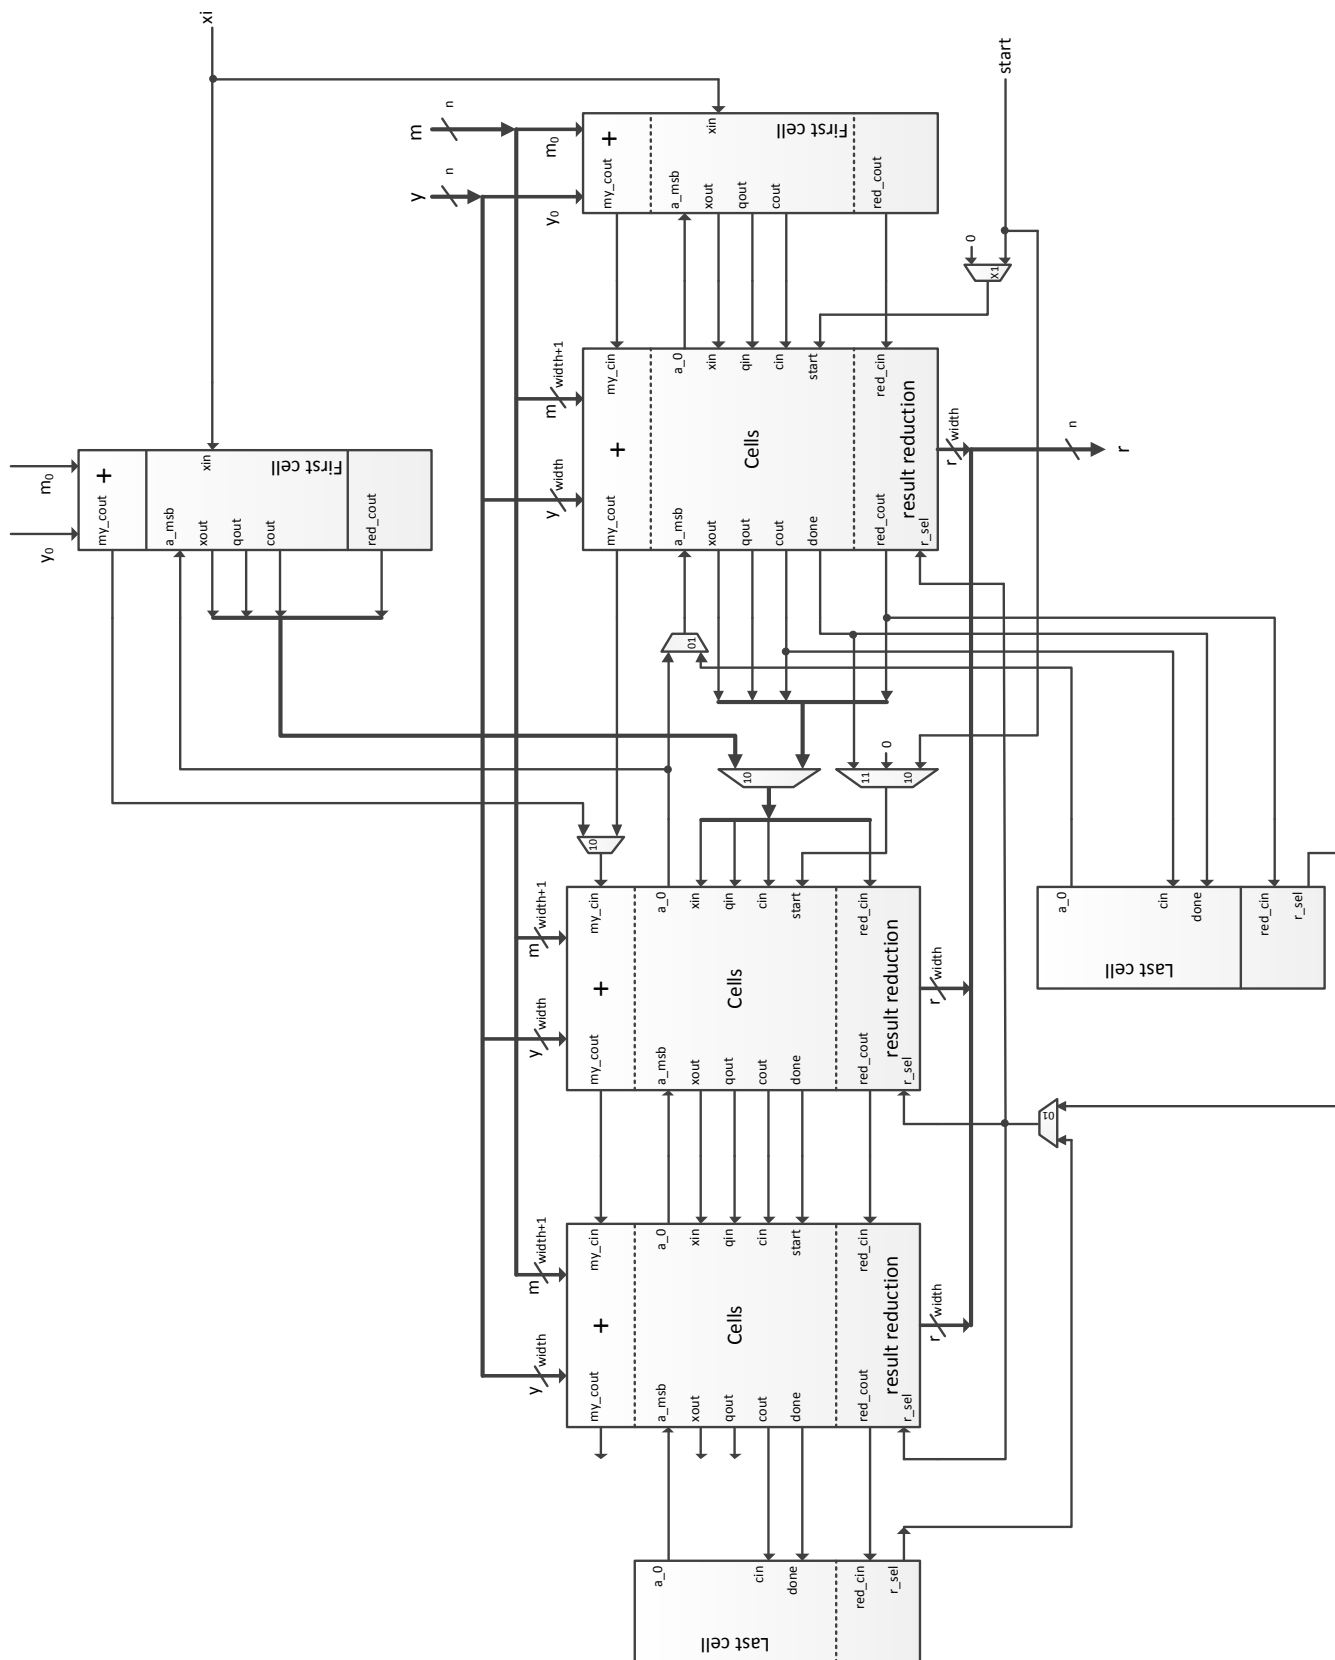 xi
start
m
n
y
n
m0
y0
+
First cell
xin
my_cout
a_msb
xout
qout
cout
red_cout
0
X1
m0
y0
+
First cell
xin
my_cout
a_msb
xout
qout
cout
red_cout
m
width+1
y
width
my_cin
a_0
xin
qin
cin
start
red_cin
+
Cells
result reduction
my_cout
a_msb
xout
qout
cout
done
red_cout
r_sel
r
width
n
r
01
10
11
0
10
10
m
width+1
y
width
my_cin
a_0
xin
qin
cin
start
red_cin
+
Cells
result reduction
my_cout
a_msb
xout
qout
cout
done
red_cout
r_sel
r
width
a_0
cin
done
red_cin
r_sel
Last cell
01
m
width+1
y
width
my_cin
a_0
xin
qin
cin
start
red_cin
+
Cells
result reduction
my_cout
a_msb
xout
qout
cout
done
red_cout
r_sel
r
width
a_0
cin
done
red_cin
r_sel
Last cell